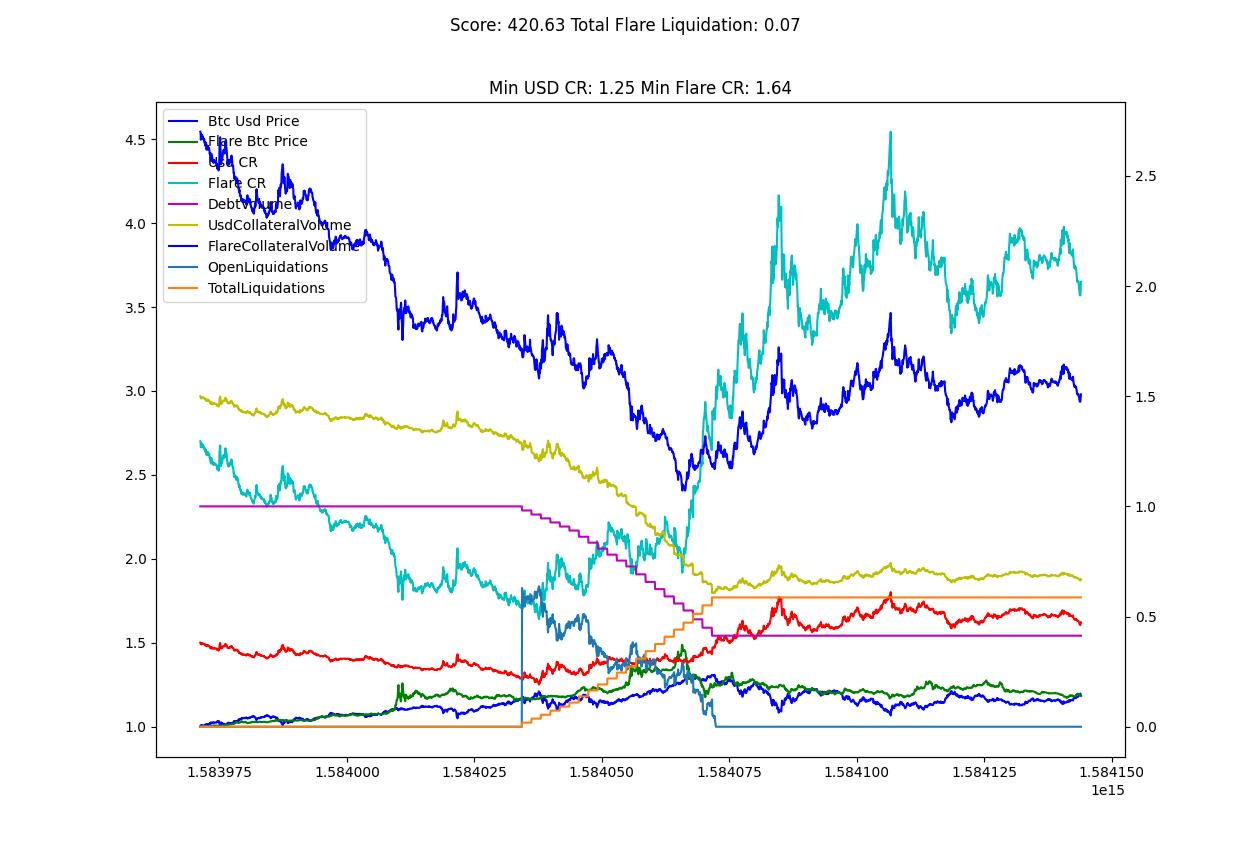 Score: 420.63 Total Flare Liquidation: 0.07
Min USD CR: 1.25 Min Flare CR: 1.64
Btc Usd Price
Flare Btc Price
Usd CR
Flare CR
DebtVolume
UsdCollateralVolume
FlareCollateralVolume
OpenLiquidations
TotalLiquidations
4.5
4.0
3.5
3.0
2.5
2.0
1.5
1.0
2.5
2.0
1.5
1.0
0.5
0.0
1.583975
1.584000
1.584025
1.584050
1.584075
1.584100
1.584125
1.584150
1e15